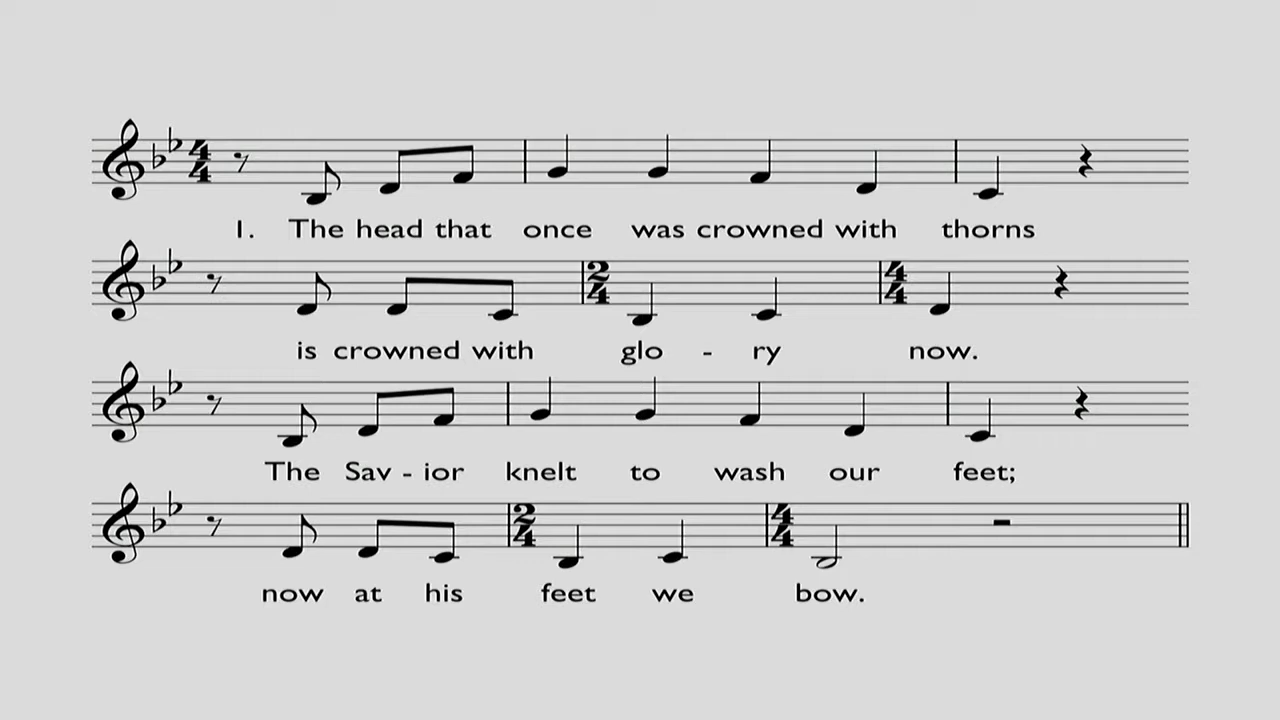 1. The head that once was crowned with thorns
is crowned with glo - ry now.
The Sav - ior knelt to wash our feet;
now at his feet we bow.